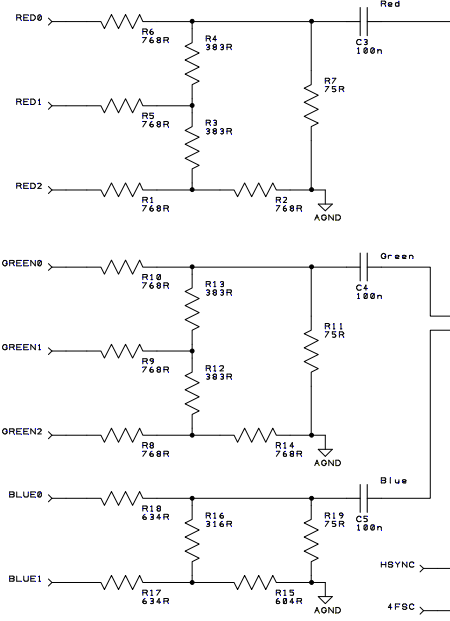 Red
RED0
R6
768R
R4
383R
C3
100n
R7
75R
RED1
R5
768R
R3
383R
RED2
R1
768R
R2
768R
AGND
Green
GREEN0
R10
768R
R13
383R
C4
100n
R11
75R
GREEN1
R9
768R
R12
383R
GREEN2
R8
768R
R14
768R
AGND
Blue
BLUE0
R18
634R
R16
316R
R19
75R
C5
100n
HSYNC
BLUE1
R17
634R
R15
604R
AGND
4FSC